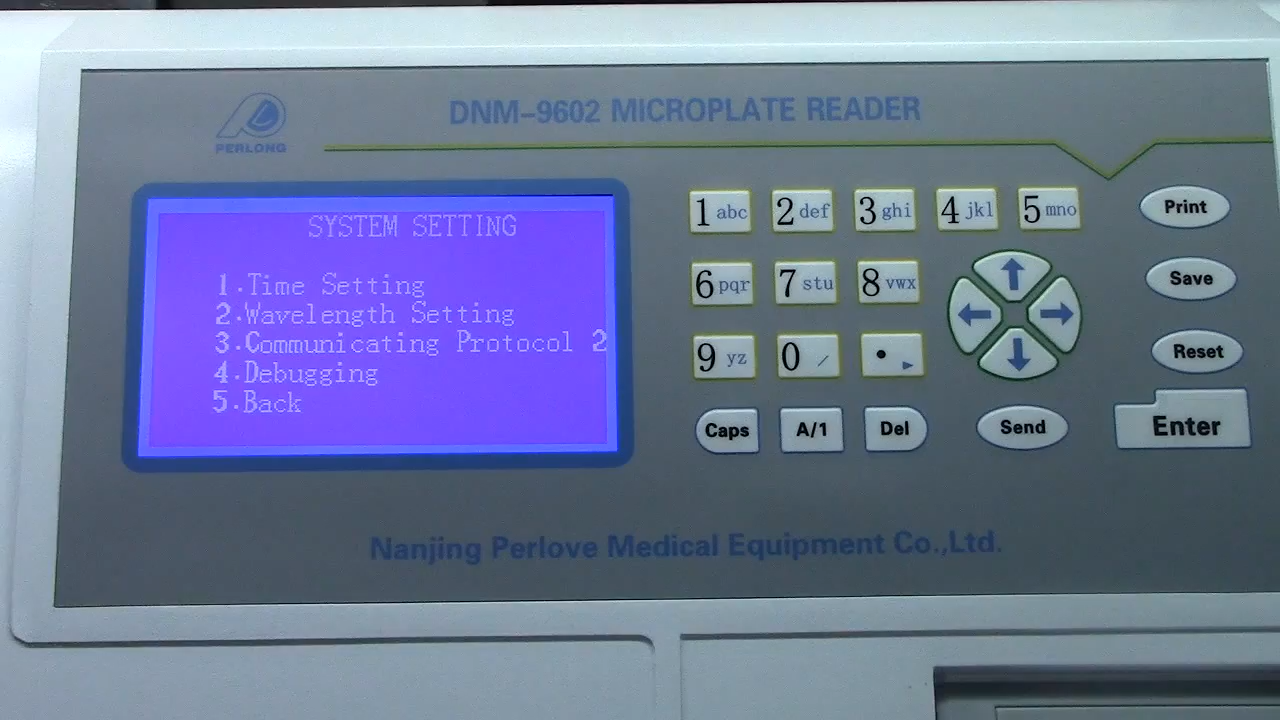 PERLONG
DNM-9602 MICROPLATE READER
SYSTEM SETTING
1.Time Setting
2.Wavelength Setting
3.Communicating Protocol 2
4.Debugging
5.Back
1 abc 2 def 3 ghi 4 jkl 5 mno
6 pqr 7 stu 8 vwx
9 yz 0 / •
Caps A/1 Del Send
Print
Save
Reset
Enter
Nanjing Perlove Medical Equipment Co.,Ltd.